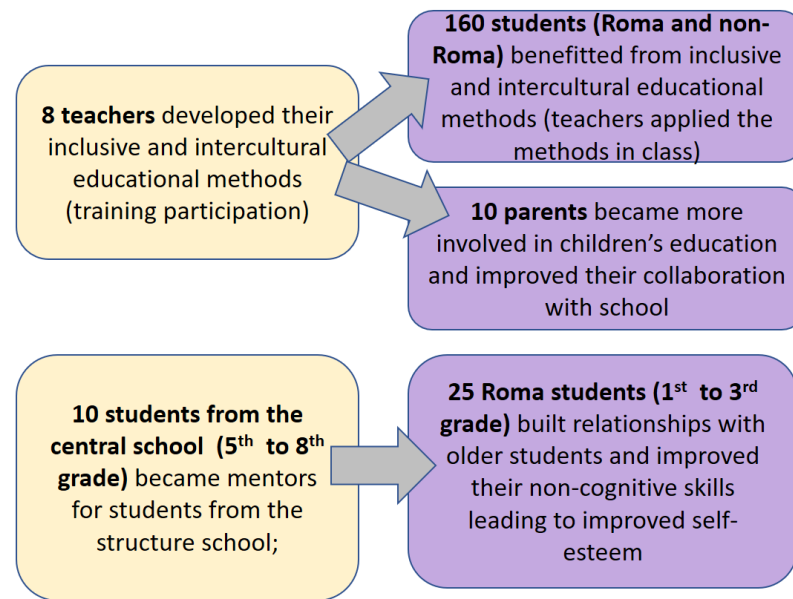 8 teachers developed their
inclusive and intercultural
educational methods
(training participation)
160 students (Roma and non-
Roma) benefitted from inclusive
and intercultural educational
methods (teachers applied the
methods in class)
10 parents became more
involved in children’s education
and improved their collaboration
with school
10 students from the
central school (5th to 8th
grade) became mentors
for students from the
structure school;
25 Roma students (1st to 3rd
grade) built relationships with
older students and improved
their non-cognitive skills
leading to improved self-
esteem